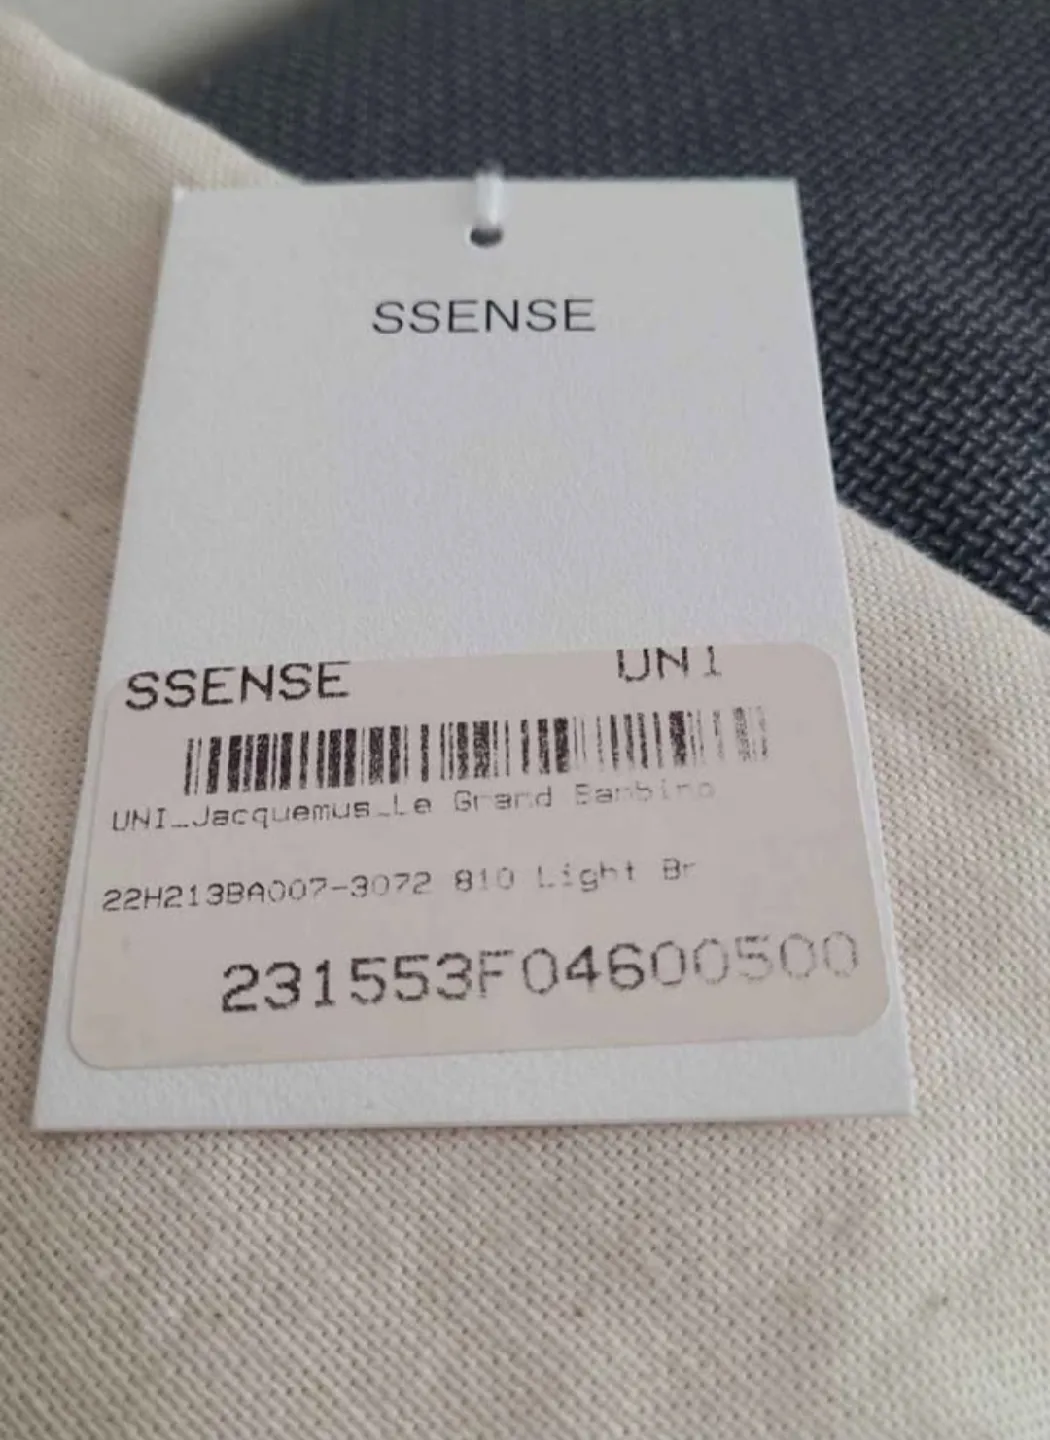 SSENSE
SSENSE UNI
UNI_Jacquemus_Le Grand Bambino
22H213BA007-3072 810 Light Br
231553F04600500